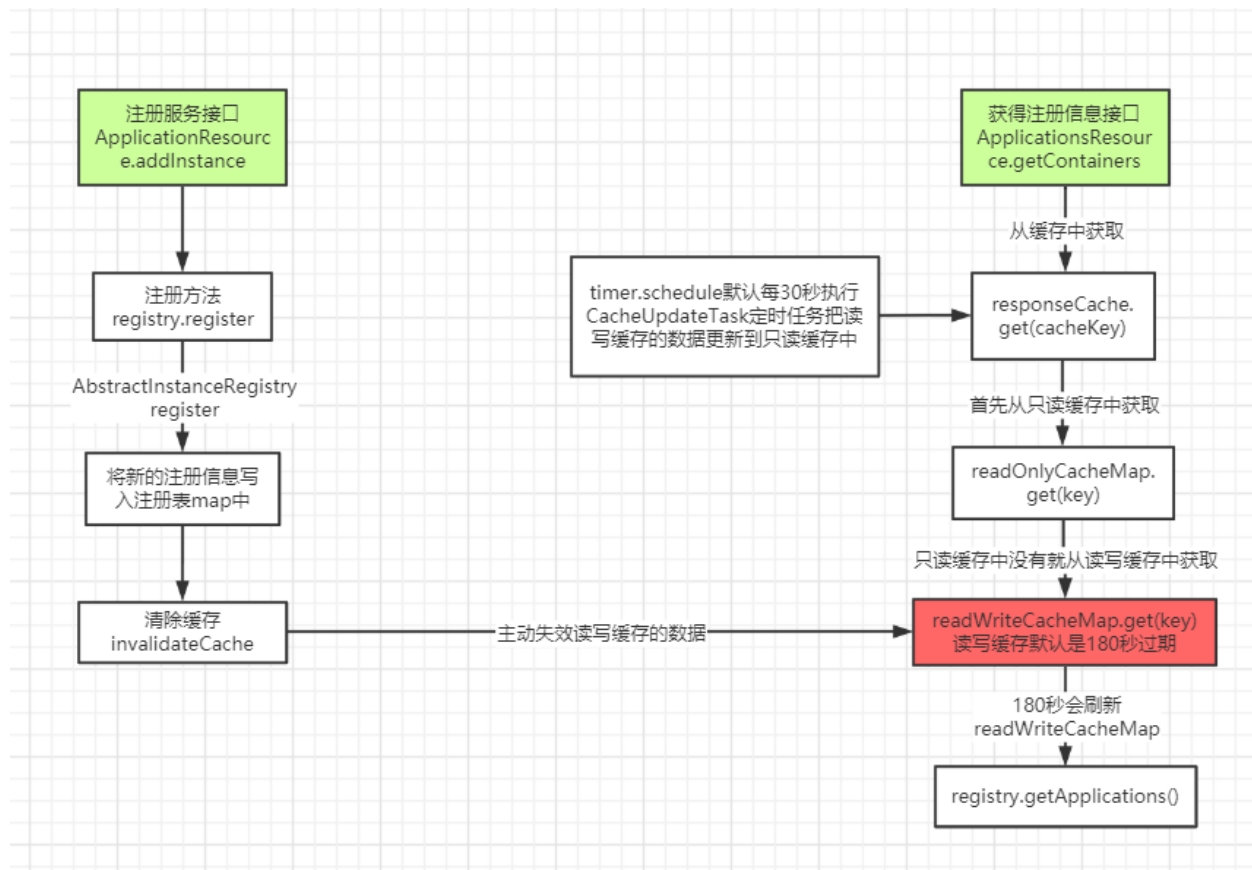 注册服务接口
ApplicationResourc
e.addInstance
注册方法
registry.register
AbstractInstanceRegistry
register
将新的注册信息写
入注册表map中
清除缓存
invalidateCache
主动失效读写缓存的数据
timer.schedule默认每30秒执行
CacheUpdateTask定时任务把读
写缓存的数据更新到只读缓存中
获得注册信息接口
ApplicationsResour
ce.getContainers
从缓存中获取
responseCache.
get(cacheKey)
首先从只读缓存中获取
readOnlyCacheMap.
get(key)
只读缓存中没有就从读写缓存中获取
readWriteCacheMap.get(key)
读写缓存默认是180秒过期
180秒会刷新
readWriteCacheMap
registry.getApplications()